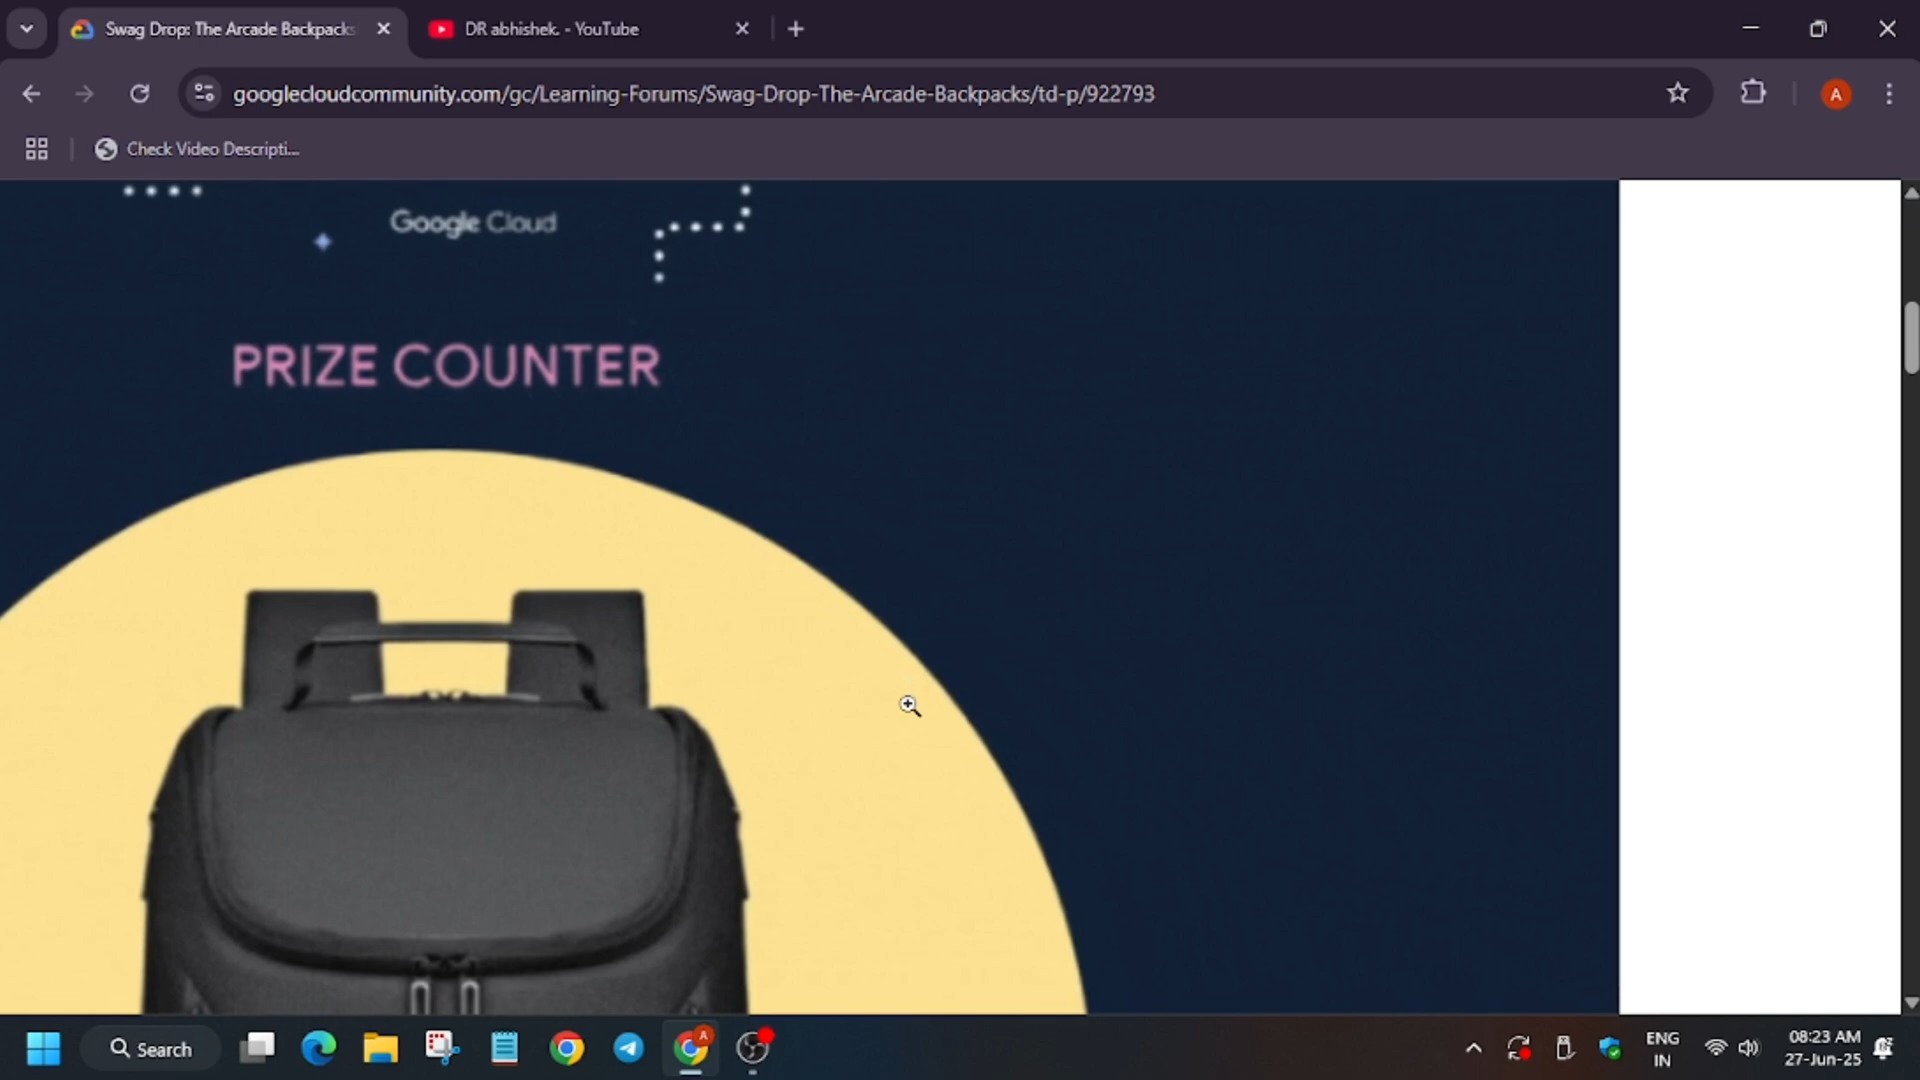 Swag Drop: The Arcade Backpacks
DR abhishek. - YouTube
googlecloudcommunity.com/gc/Learning-Forums/Swag-Drop-The-Arcade-Backpacks/td-p/922793
A
Check Video Descripti...
Google Cloud
PRIZE COUNTER
Search
A
ENG
IN
08:23 AM
27-Jun-25